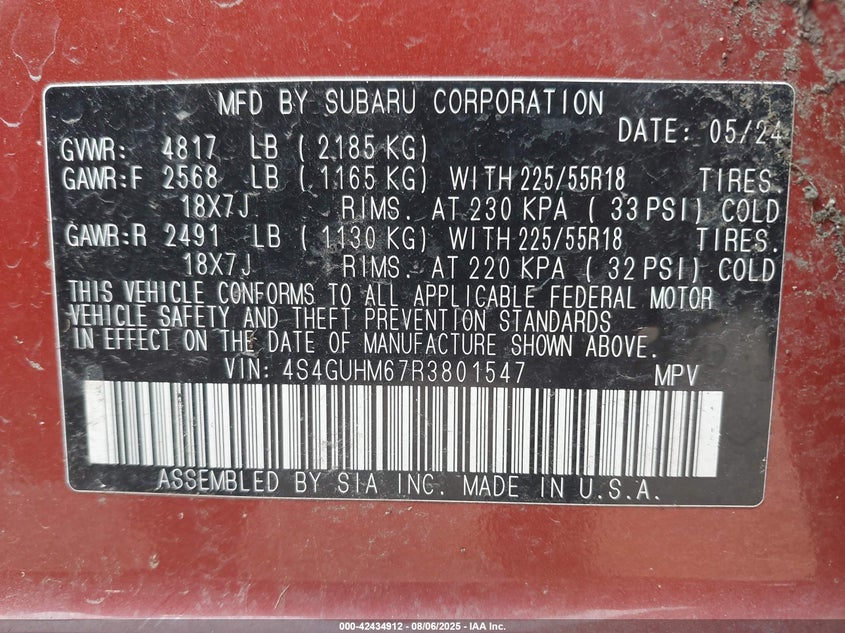 MFD BY SUBARU CORPORATION
DATE: 05/24
GVWR: 4817 LB ( 2185 KG)
GAWR:F 2568 LB ( 1165 KG) WITH 225/55R18 TIRES.
18X7J RIMS. AT 230 KPA ( 33 PSI) COLD
GAWR:R 2491 LB ( 1130 KG) WITH 225/55R18 TIRES.
18X7J RIMS. AT 220 KPA ( 32 PSI) COLD
THIS VEHICLE CONFORMS TO ALL APPLICABLE FEDERAL MOTOR
VEHICLE SAFETY AND THEFT PREVENTION STANDARDS
IN EFFECT ON THE DATE OF MANUFACTURE SHOWN ABOVE.
VIN: 4S4GUHM67R3801547 MPV
ASSEMBLED BY SIA INC. MADE IN U.S.A.
000-42434912 - 08/06/2025 - IAA Inc.